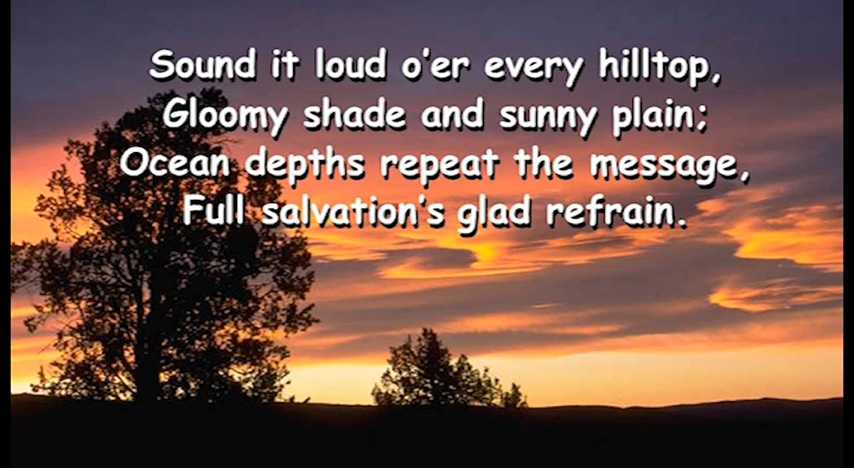 Sound it loud o'er every hilltop,
Gloomy shade and sunny plain;
Ocean depths repeat the message,
Full salvation's glad refrain.